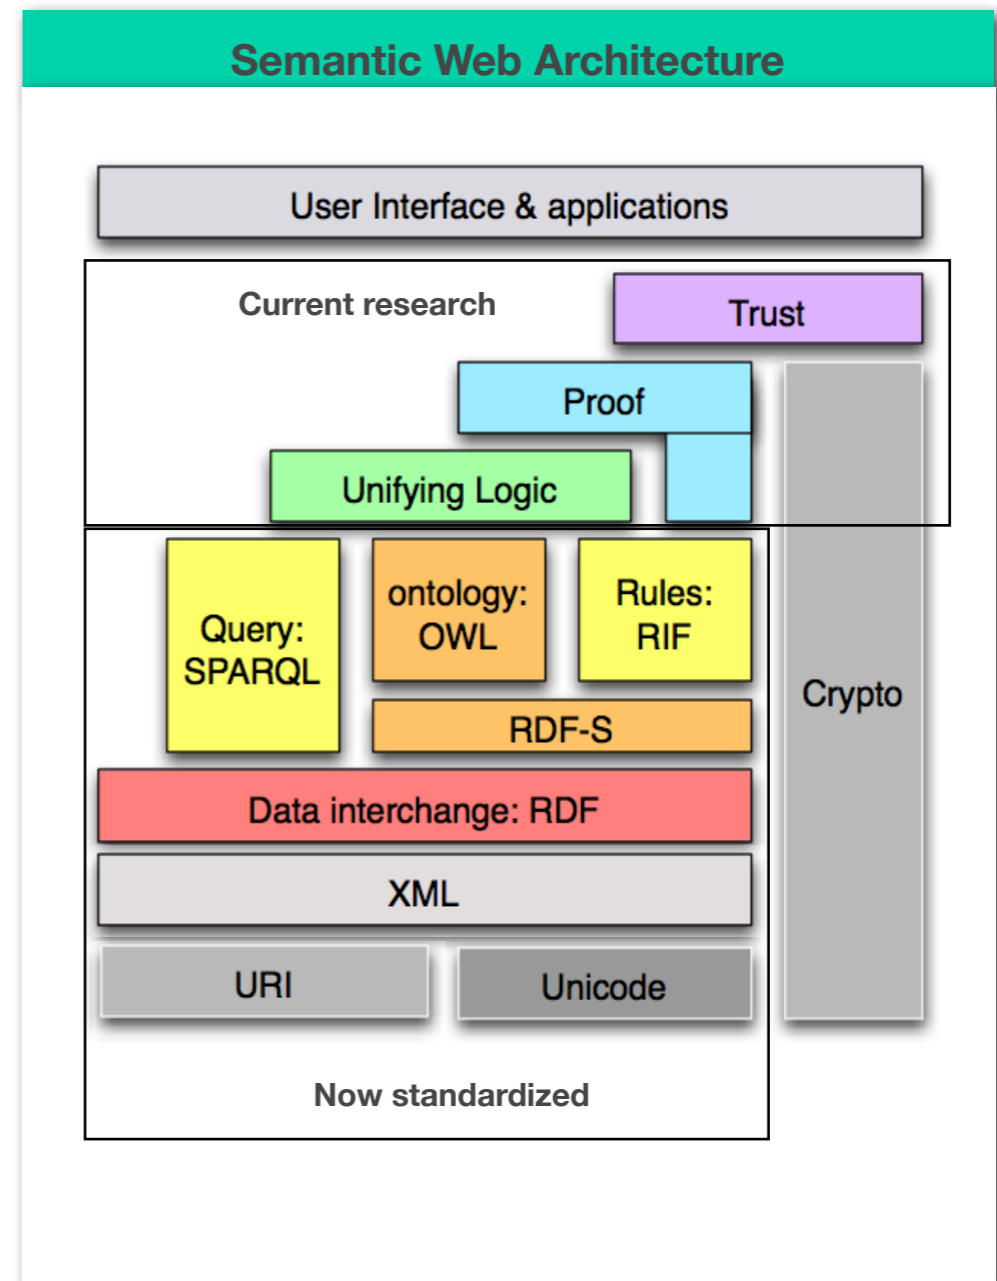 Semantic Web Architecture
User Interface & applications
Current research
Trust
Proof
Unifying Logic
Query:
SPARQL
ontology:
OWL
Rules:
RIF
Crypto
RDF-S
Data interchange: RDF
XML
URI
Unicode
Now standardized